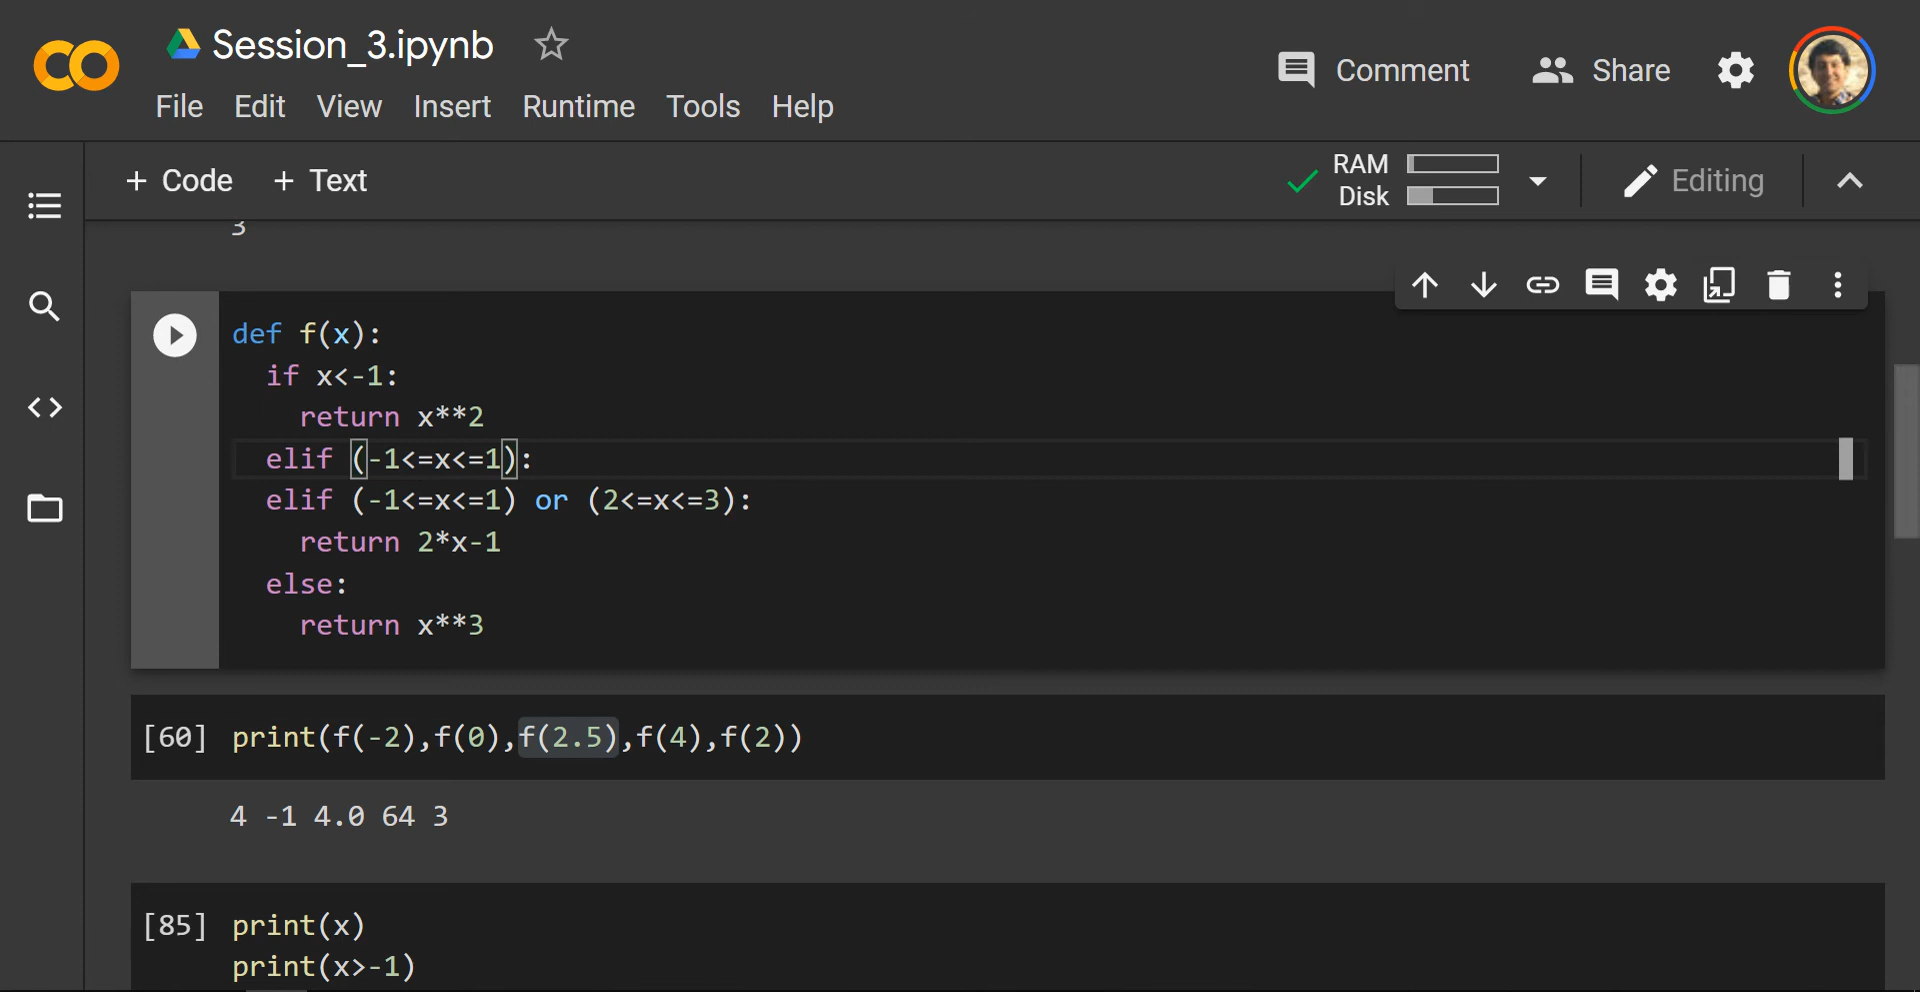 Session_3.ipynb
File Edit View Insert Runtime Tools Help
Comment Share
+ Code + Text
RAM
Disk
Editing
3
def f(x):
  if x<-1:
    return x**2
  elif (-1<=x<=1):
  elif (-1<=x<=1) or (2<=x<=3):
    return 2*x-1
  else:
    return x**3
[60] print(f(-2),f(0),f(2.5),f(4),f(2))
4 -1 4.0 64 3
[85] print(x)
print(x>-1)